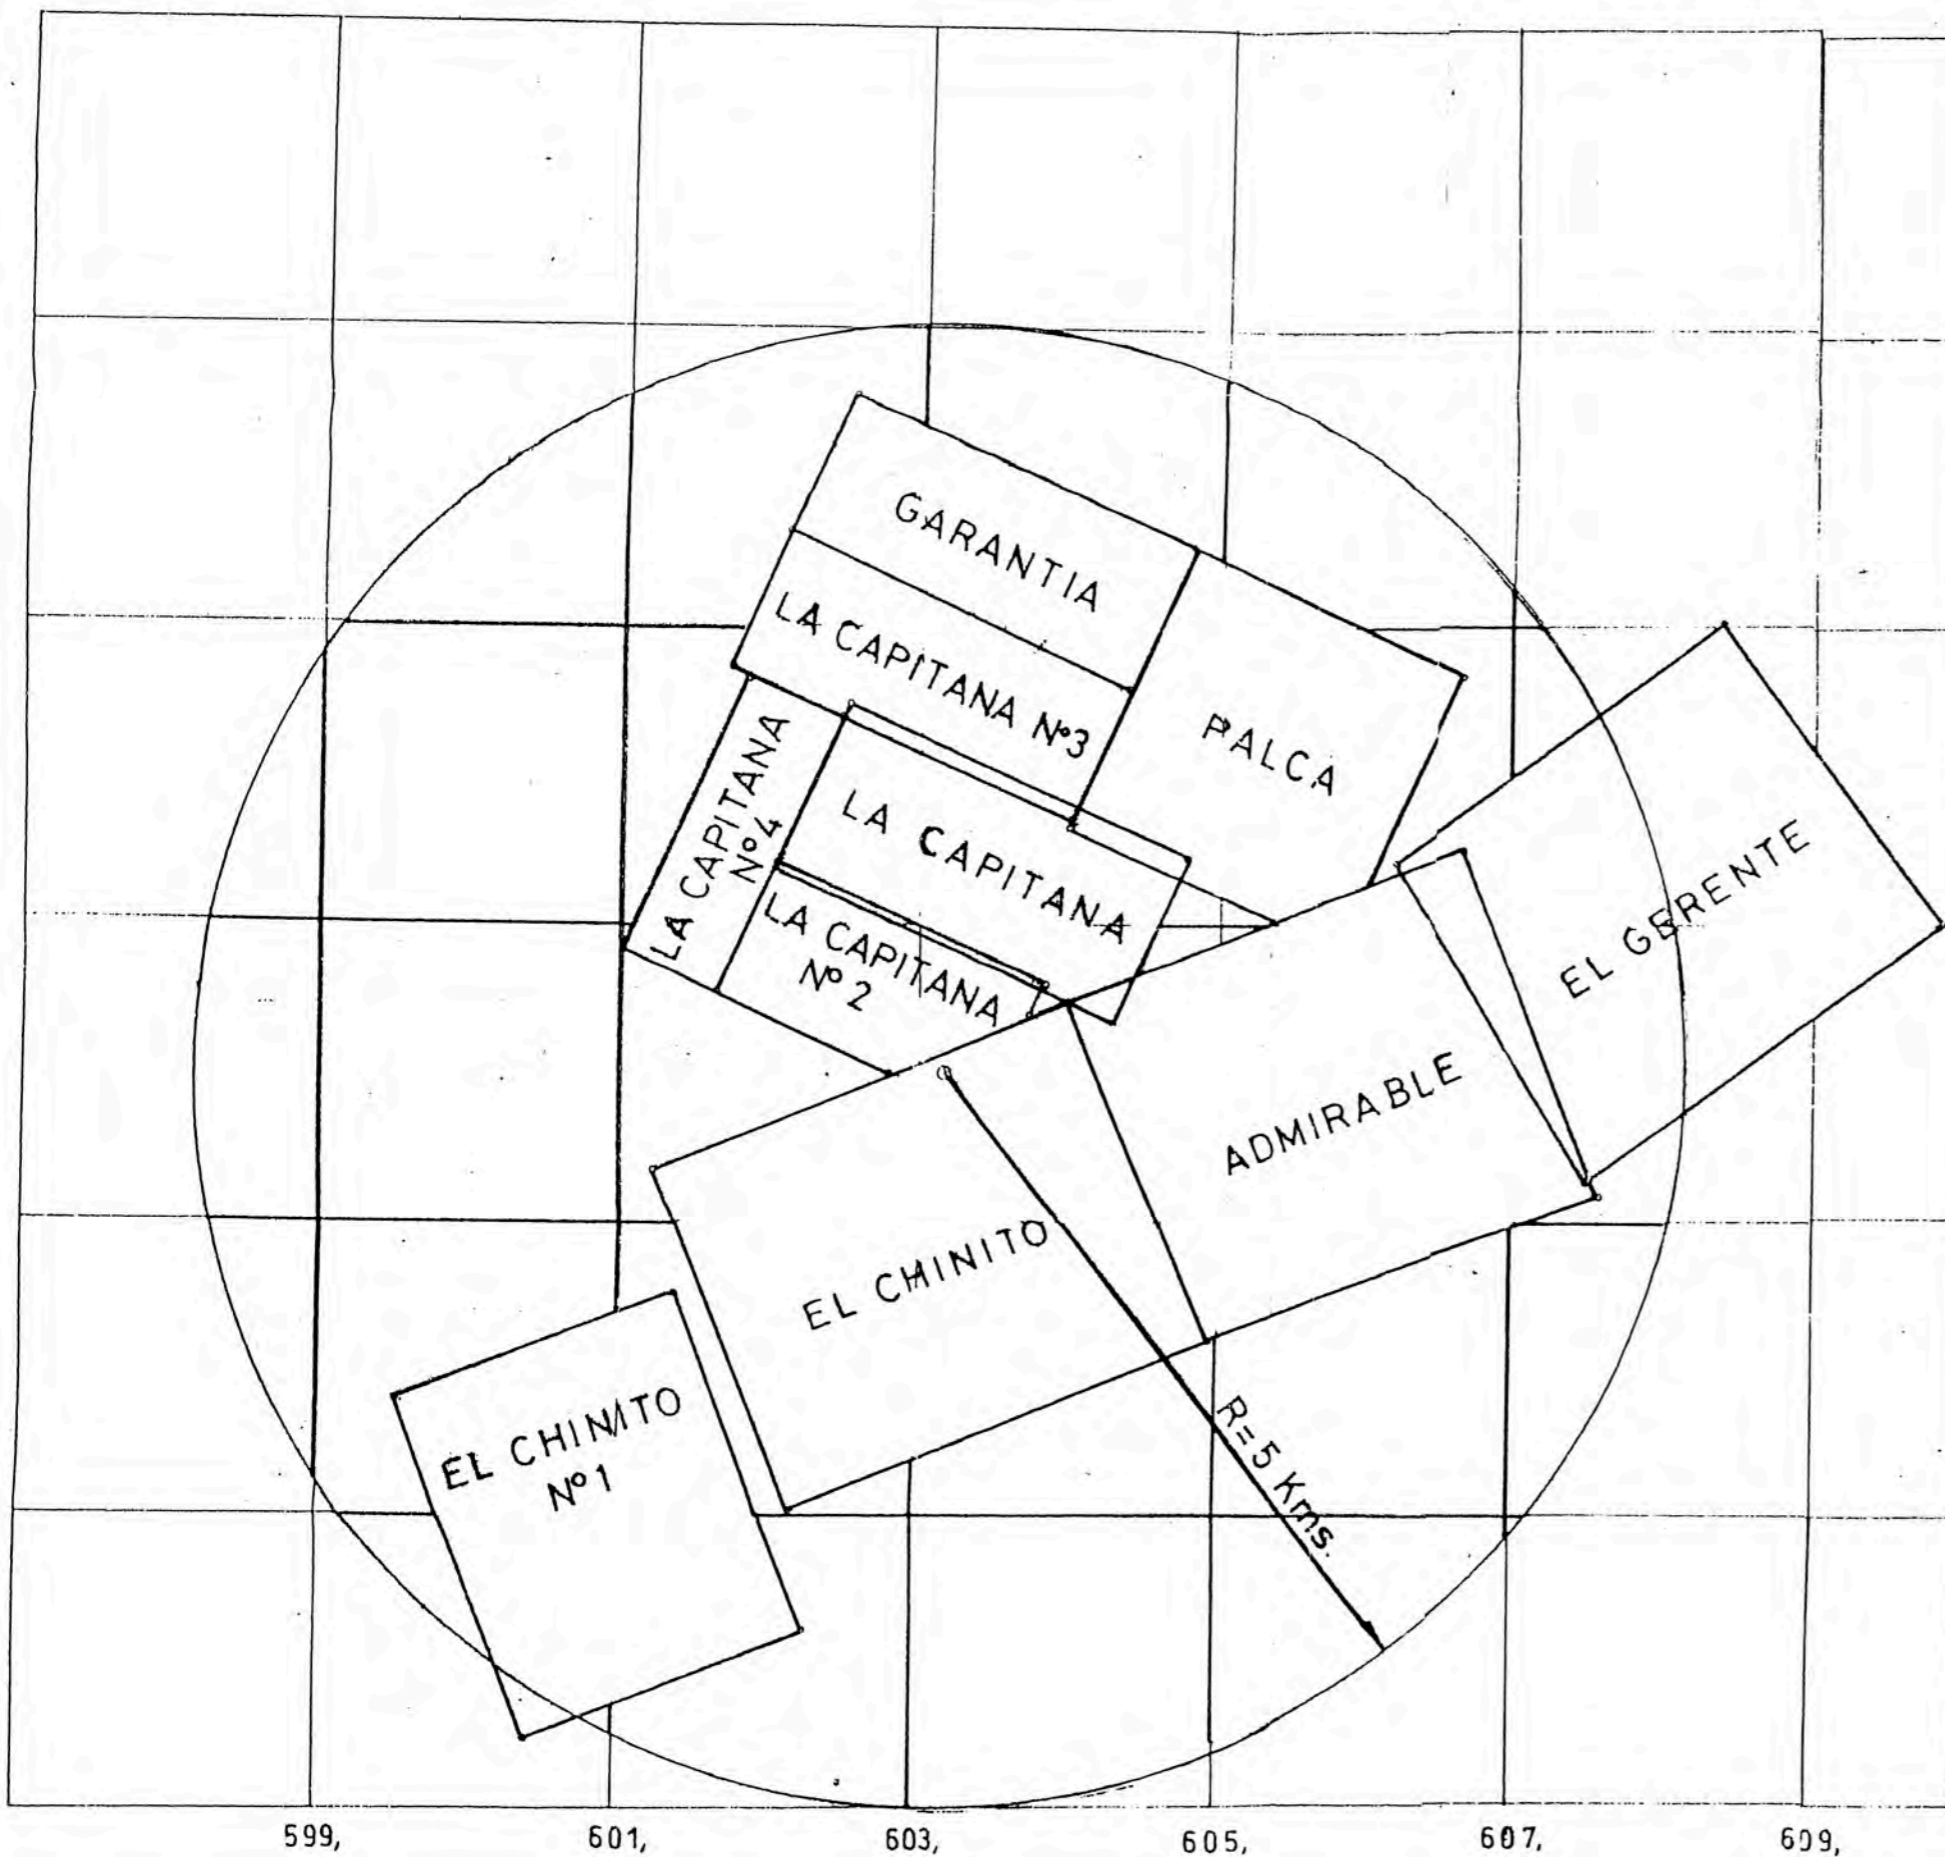 GARANTIA
LA CAPITANA Nº3
PALCA
LA CAPITANA
Nº4
LA CAPITANA
LA CAPITANA
Nº 2
EL GERENTE
ADMIRABLE
EL CHINITO
EL CHINITO
Nº 1
R=5 Kms.
599,
601,
603,
605,
607,
609,